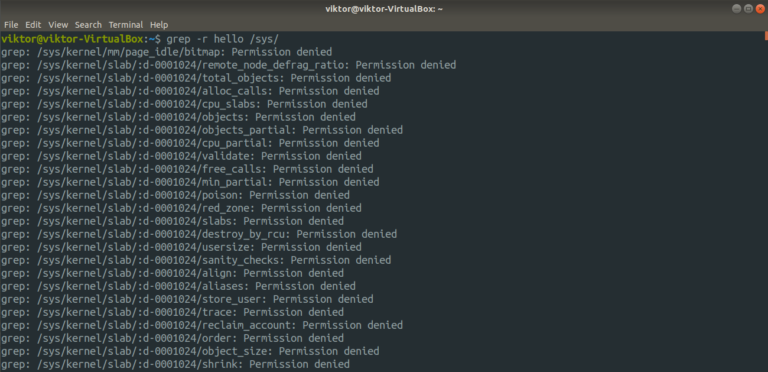 viktor@viktor-VirtualBox: ~
File Edit View Search Terminal Help
viktor@viktor-VirtualBox:~$ grep -r hello /sys/
grep: /sys/kernel/mm/page_idle/bitmap: Permission denied
grep: /sys/kernel/slab/:d-0001024/remote_node_defrag_ratio: Permission denied
grep: /sys/kernel/slab/:d-0001024/total_objects: Permission denied
grep: /sys/kernel/slab/:d-0001024/alloc_calls: Permission denied
grep: /sys/kernel/slab/:d-0001024/cpu_slabs: Permission denied
grep: /sys/kernel/slab/:d-0001024/objects: Permission denied
grep: /sys/kernel/slab/:d-0001024/objects_partial: Permission denied
grep: /sys/kernel/slab/:d-0001024/cpu_partial: Permission denied
grep: /sys/kernel/slab/:d-0001024/validate: Permission denied
grep: /sys/kernel/slab/:d-0001024/free_calls: Permission denied
grep: /sys/kernel/slab/:d-0001024/min_partial: Permission denied
grep: /sys/kernel/slab/:d-0001024/poison: Permission denied
grep: /sys/kernel/slab/:d-0001024/red_zone: Permission denied
grep: /sys/kernel/slab/:d-0001024/slabs: Permission denied
grep: /sys/kernel/slab/:d-0001024/destroy_by_rcu: Permission denied
grep: /sys/kernel/slab/:d-0001024/usersize: Permission denied
grep: /sys/kernel/slab/:d-0001024/sanity_checks: Permission denied
grep: /sys/kernel/slab/:d-0001024/align: Permission denied
grep: /sys/kernel/slab/:d-0001024/aliases: Permission denied
grep: /sys/kernel/slab/:d-0001024/store_user: Permission denied
grep: /sys/kernel/slab/:d-0001024/trace: Permission denied
grep: /sys/kernel/slab/:d-0001024/reclaim_account: Permission denied
grep: /sys/kernel/slab/:d-0001024/order: Permission denied
grep: /sys/kernel/slab/:d-0001024/object_size: Permission denied
grep: /sys/kernel/slab/:d-0001024/shrink: Permission denied